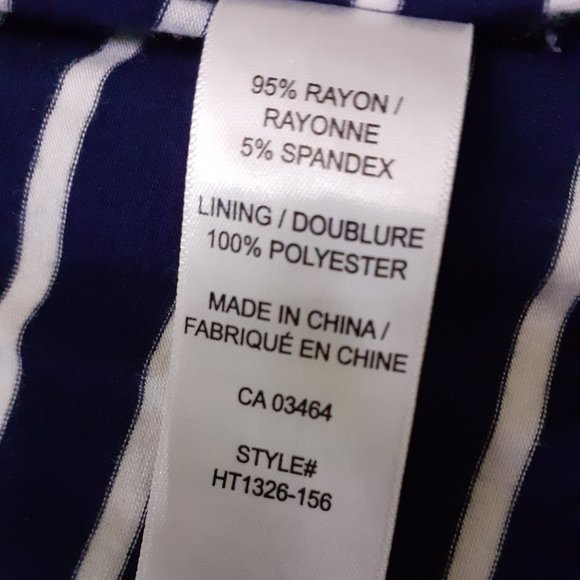 95% RAYON /
RAYONNE
5% SPANDEX
LINING / DOUBLURE
100% POLYESTER
MADE IN CHINA /
FABRIQUÉ EN CHINE
CA 03464
STYLE#
HT1326-156